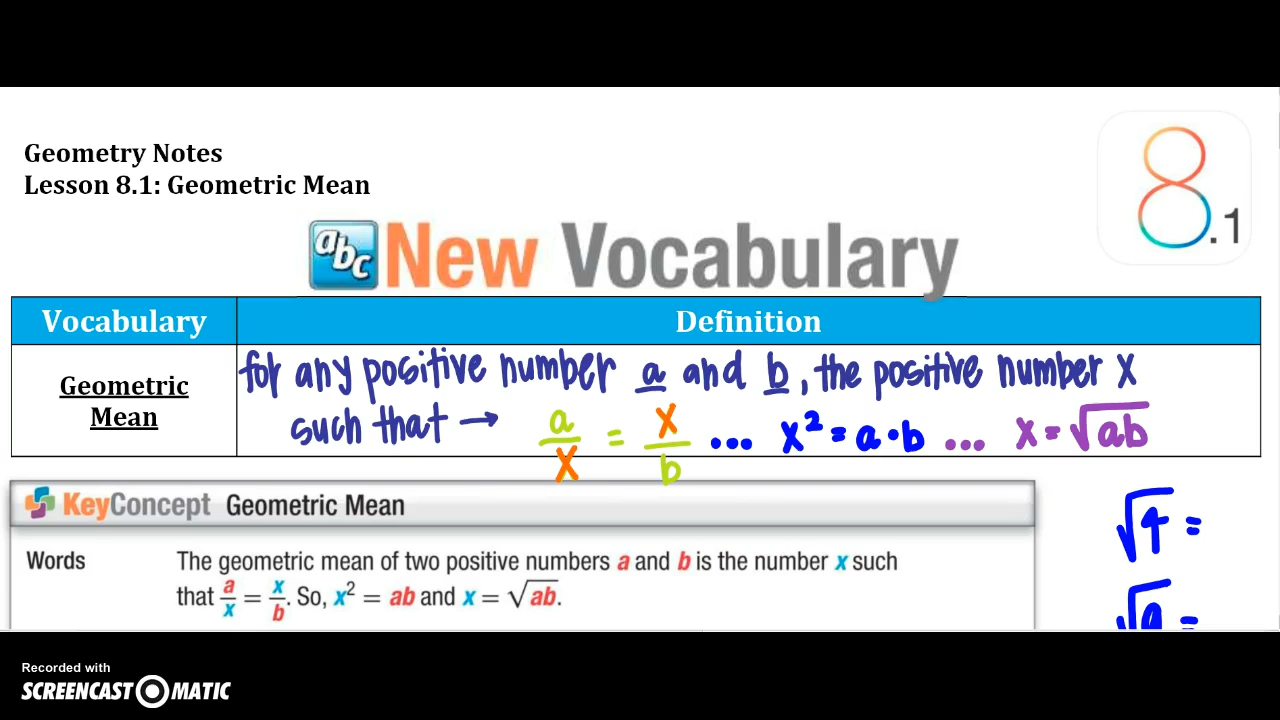 Geometry Notes
Lesson 8.1: Geometric Mean
8.1
abc New Vocabulary
Vocabulary Definition
Geometric
Mean
for any positive number a and b, the positive number x
such that → a/x = x/b ... x² = a·b ... x = √ab
KeyConcept Geometric Mean
Words The geometric mean of two positive numbers a and b is the number x such
that a/x = x/b. So, x² = ab and x = √ab.
√4 =
√9 =
Recorded with
SCREENCAST-O-MATIC